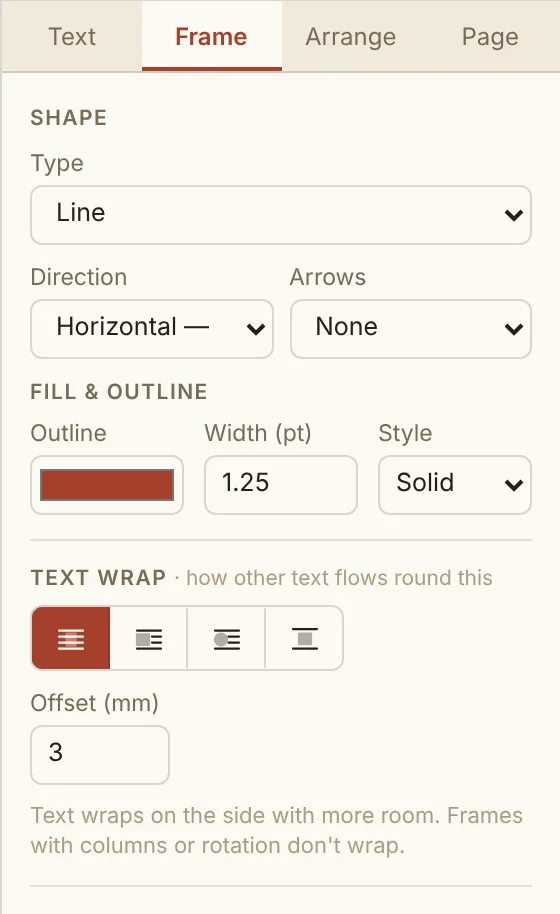 Text Frame Arrange Page
SHAPE
Type
Line
Direction Arrows
Horizontal — None
FILL & OUTLINE
Outline Width (pt) Style
1.25 Solid
TEXT WRAP · how other text flows round this
Offset (mm)
3
Text wraps on the side with more room. Frames
with columns or rotation don't wrap.